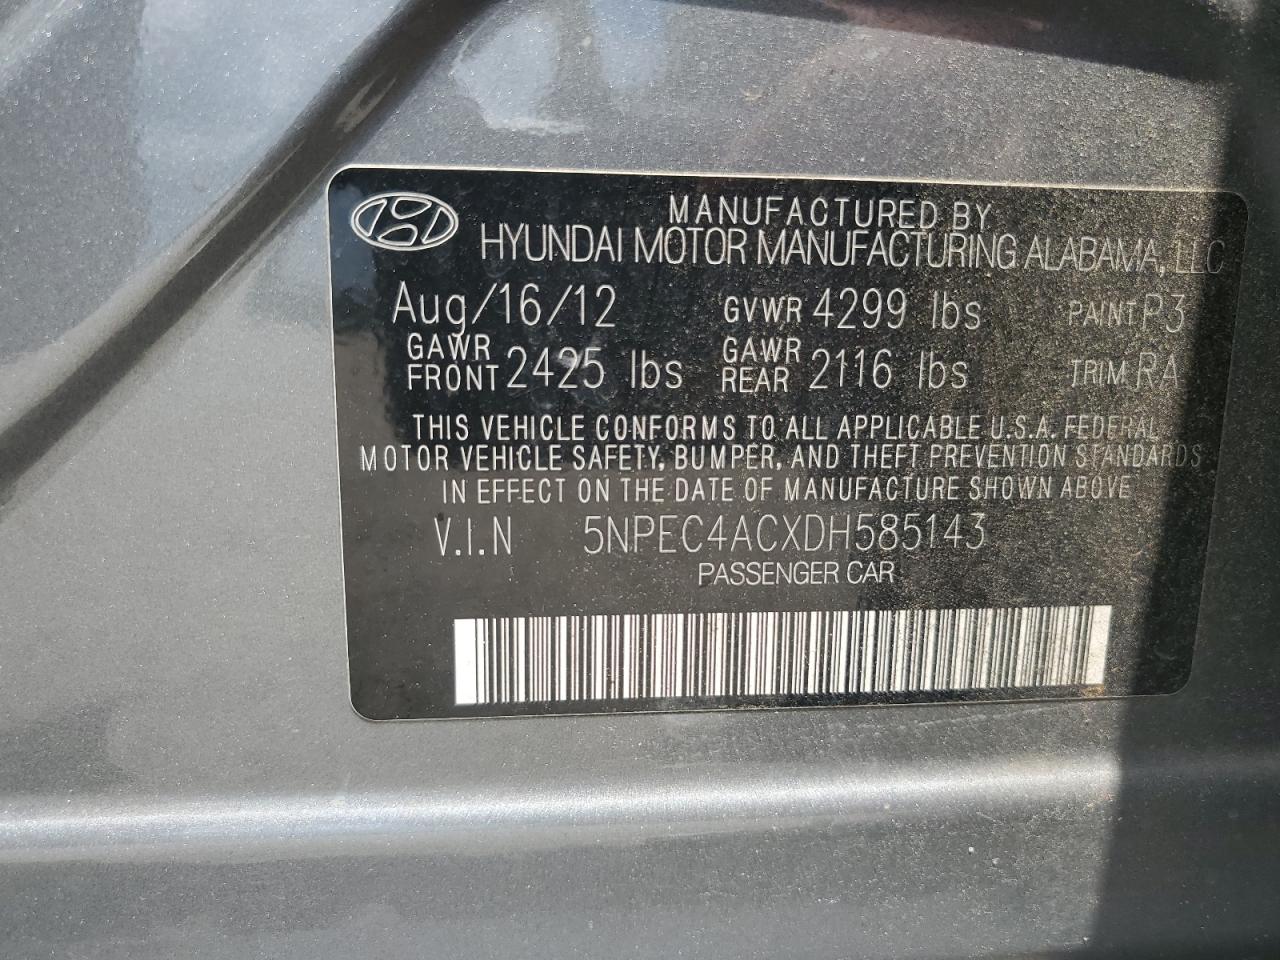 MANUFACTURED BY
HYUNDAI MOTOR MANUFACTURING ALABAMA, LLC
Aug/16/12 GVWR 4299 lbs PAINT P3
GAWR FRONT 2425 lbs GAWR REAR 2116 lbs TRIM RA
THIS VEHICLE CONFORMS TO ALL APPLICABLE U.S.A. FEDERAL
MOTOR VEHICLE SAFETY, BUMPER, AND THEFT PREVENTION STANDARDS
IN EFFECT ON THE DATE OF MANUFACTURE SHOWN ABOVE
V.I.N 5NPEC4ACXDH585143
PASSENGER CAR